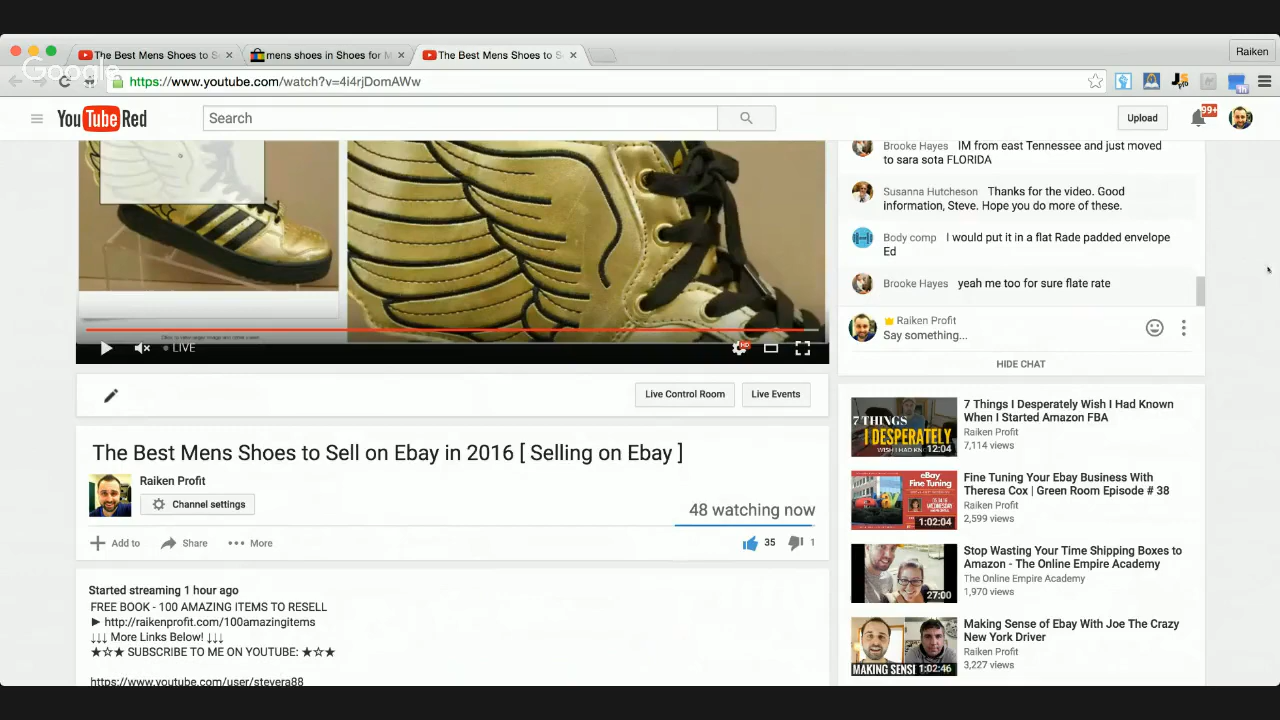 The Best Mens Shoes to S
mens shoes in Shoes for M
The Best Mens Shoes to S
Raiken
Google
https://www.youtube.com/watch?v=4i4rjDomAWw
YouTube Red
Search
Upload
99+
Brooke Hayes IM from east Tennessee and just moved
to sara sota FLORIDA
Susanna Hutcheson Thanks for the video. Good
information, Steve. Hope you do more of these.
Body comp I would put it in a flat Rade padded envelope
Ed
Brooke Hayes yeah me too for sure flate rate
Raiken Profit
Say something...
HIDE CHAT
LIVE
HD
Live Control Room
Live Events
The Best Mens Shoes to Sell on Ebay in 2016 [ Selling on Ebay ]
Raiken Profit
Channel settings
48 watching now
Add to
Share
More
35
1
Started streaming 1 hour ago
FREE BOOK - 100 AMAZING ITEMS TO RESELL
► http://raikenprofit.com/100amazingitems
↓↓↓ More Links Below! ↓↓↓
★☆★ SUBSCRIBE TO ME ON YOUTUBE: ★☆★
https://www.youtube.com/user/stevera88
7 THINGS
I DESPERATELY
12:04
7 Things I Desperately Wish I Had Known
When I Started Amazon FBA
Raiken Profit
7,114 views
eBay
Fine Tuning
1:02:04
Fine Tuning Your Ebay Business With
Theresa Cox | Green Room Episode # 38
Raiken Profit
2,599 views
27:00
Stop Wasting Your Time Shipping Boxes to
Amazon - The Online Empire Academy
The Online Empire Academy
1,970 views
MAKING SENSI
1:02:46
Making Sense of Ebay With Joe The Crazy
New York Driver
Raiken Profit
3,227 views